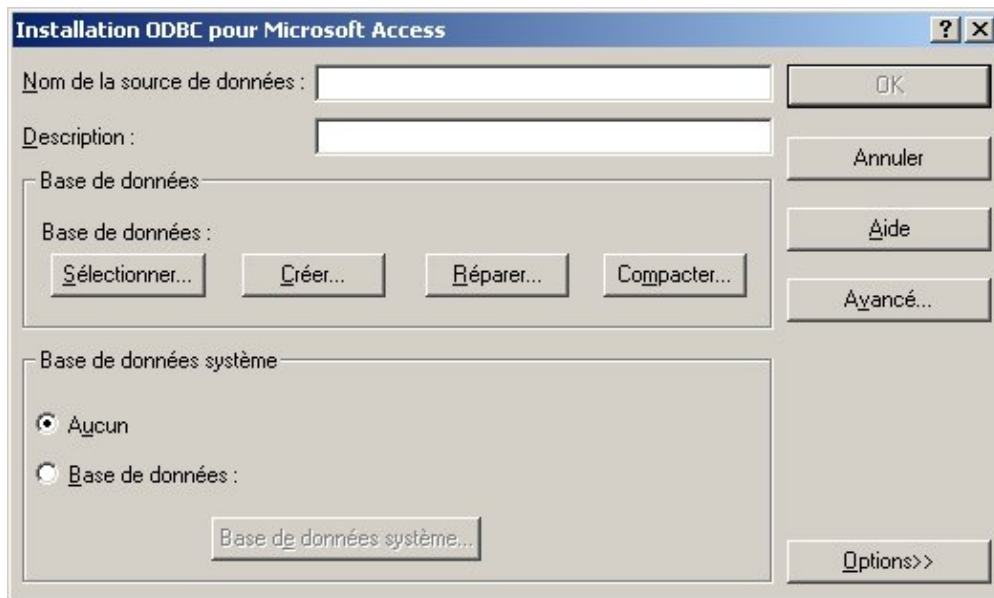 Installation ODBC pour Microsoft Access
Nom de la source de données :
OK
Description :
Annuler
Base de données
Base de données :
Aide
Sélectionner...
Créer...
Réparer...
Compacter...
Avancé...
Base de données système
Aucun
Base de données :
Base de données système...
Options>>